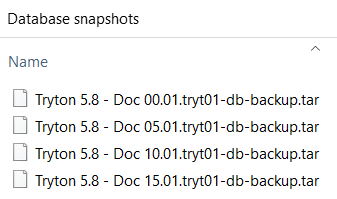 Database snapshots
Name
Tryton 5.8 - Doc 00.01.tryt01-db-backup.tar
Tryton 5.8 - Doc 05.01.tryt01-db-backup.tar
Tryton 5.8 - Doc 10.01.tryt01-db-backup.tar
Tryton 5.8 - Doc 15.01.tryt01-db-backup.tar